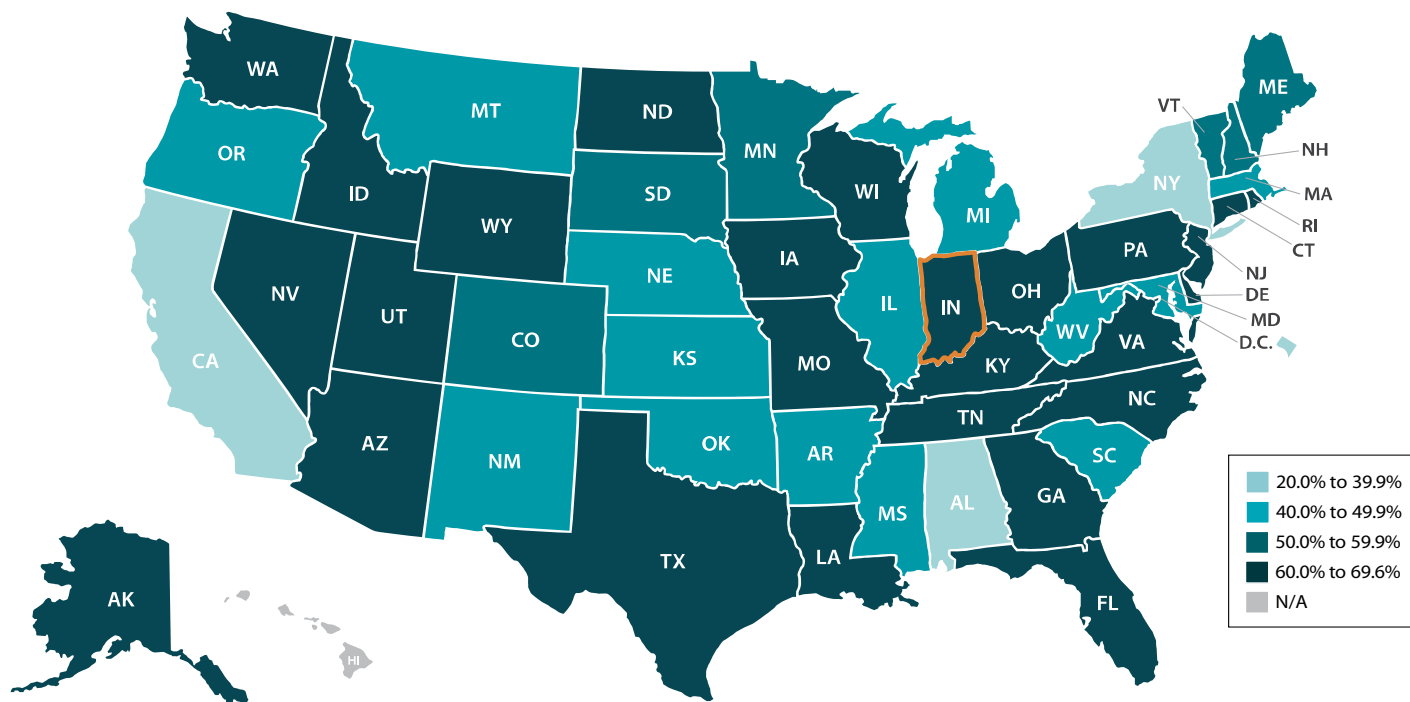 WA
MT
ND
MN
ME
VT
NH
OR
ID
SD
WI
NY
MA
MI
RI
WY
CT
IA
PA
NJ
NE
NV
OH
DE
IL
IN
MD
UT
CO
WV
D.C.
VA
CA
KS
MO
KY
NC
TN
AZ
OK
AR
SC
NM
MS
AL
GA
TX
LA
AK
FL
HI
20.0% to 39.9%
40.0% to 49.9%
50.0% to 59.9%
60.0% to 69.6%
N/A